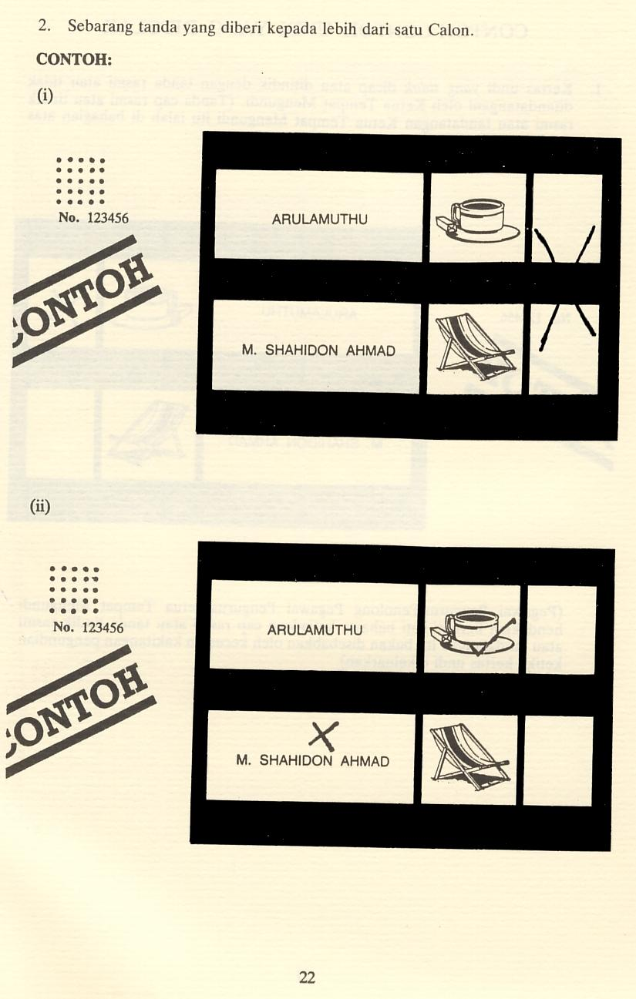 2. Sebarang tanda yang diberi kepada lebih dari satu Calon.
CONTOH:
(i)
No. 123456
CONTOH
ARULAMUTHU
M. SHAHIDON AHMAD
(ii)
No. 123456
CONTOH
ARULAMUTHU
M. SHAHIDON AHMAD
22